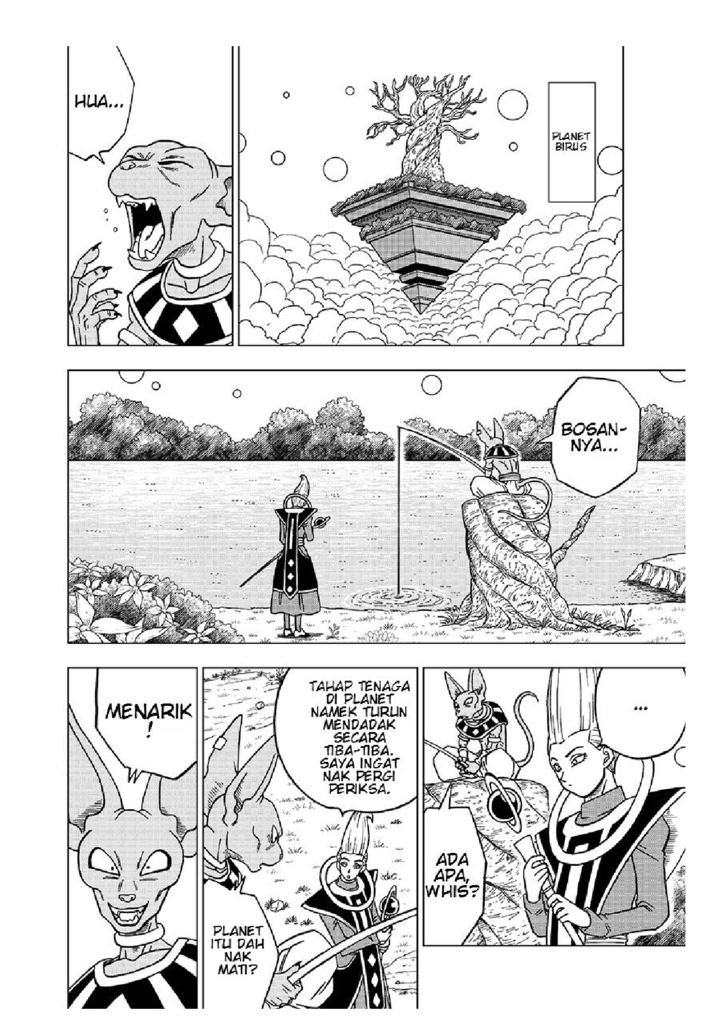 PLANET
BIRUS
HUA...
BOSAN-
NYA...
...
ADA
APA,
WHIS?
TAHAP TENAGA
DI PLANET
NAMEK TURUN
MENDADAK
SECARA
TIBA-TIBA.
SAYA INGAT
NAK PERGI
PERIKSA.
PLANET
ITU DAH
NAK
MATI?
MENARIK
!